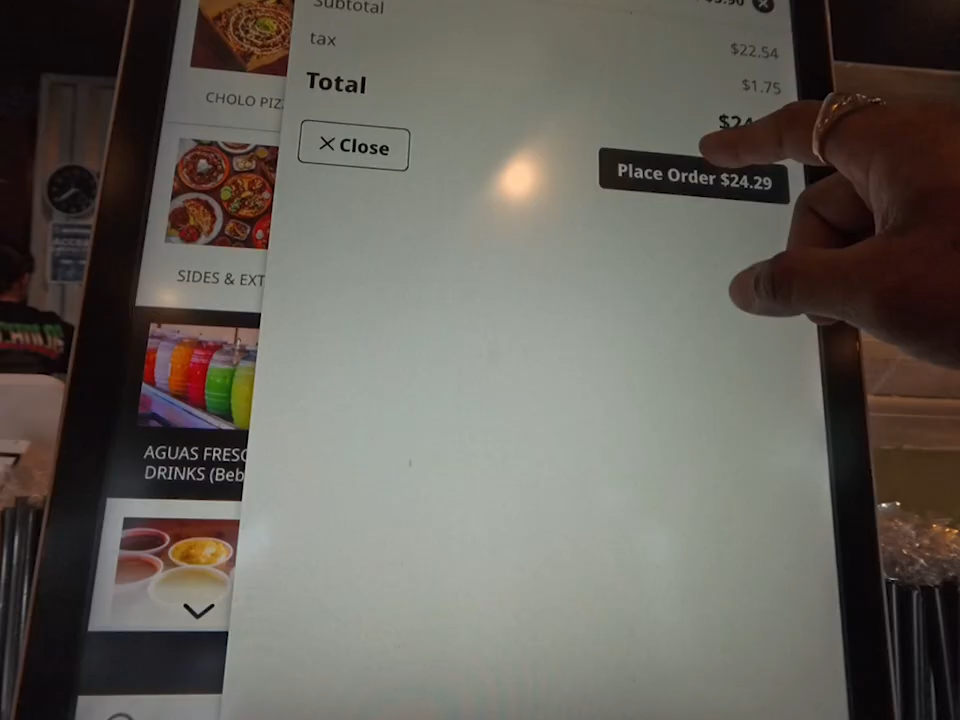 Subtotal
tax
$22.54
$1.75
Total
Close
Place Order $24.29
CHOLO PIZ
SIDES & EXT
AGUAS FRESC
DRINKS (Beb